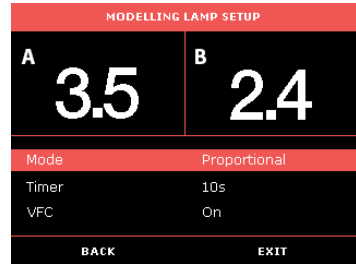 MODELLING LAMP SETUP
A 3.5 B 2.4
Mode Proportional
Timer 10s
VFC On
BACK EXIT